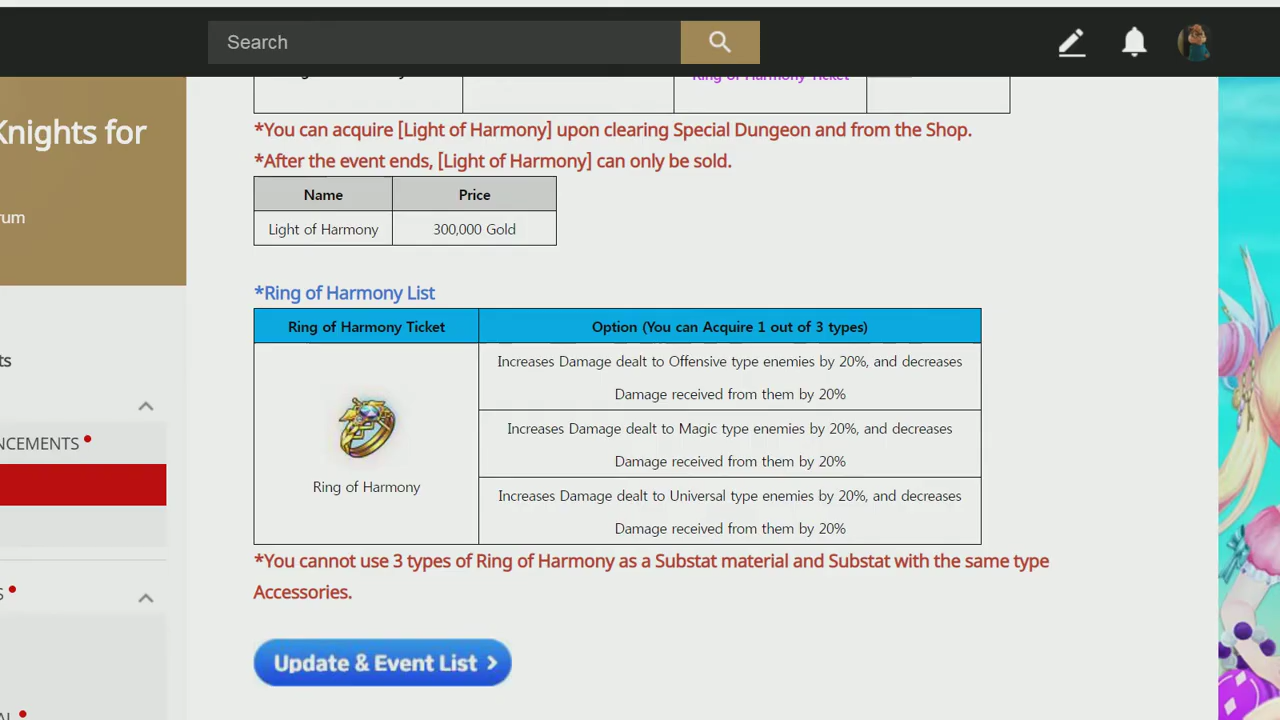 Search
Ring of Harmony Ticket
Knights for
*You can acquire [Light of Harmony] upon clearing Special Dungeon and from the Shop.
*After the event ends, [Light of Harmony] can only be sold.
Name Price
Light of Harmony 300,000 Gold
rum
*Ring of Harmony List
Ring of Harmony Ticket Option (You can Acquire 1 out of 3 types)
Increases Damage dealt to Offensive type enemies by 20%, and decreases
Damage received from them by 20%
Increases Damage dealt to Magic type enemies by 20%, and decreases
Damage received from them by 20%
Ring of Harmony
Increases Damage dealt to Universal type enemies by 20%, and decreases
Damage received from them by 20%
ts
NCEMENTS
*You cannot use 3 types of Ring of Harmony as a Substat material and Substat with the same type
Accessories.
S
Update & Event List